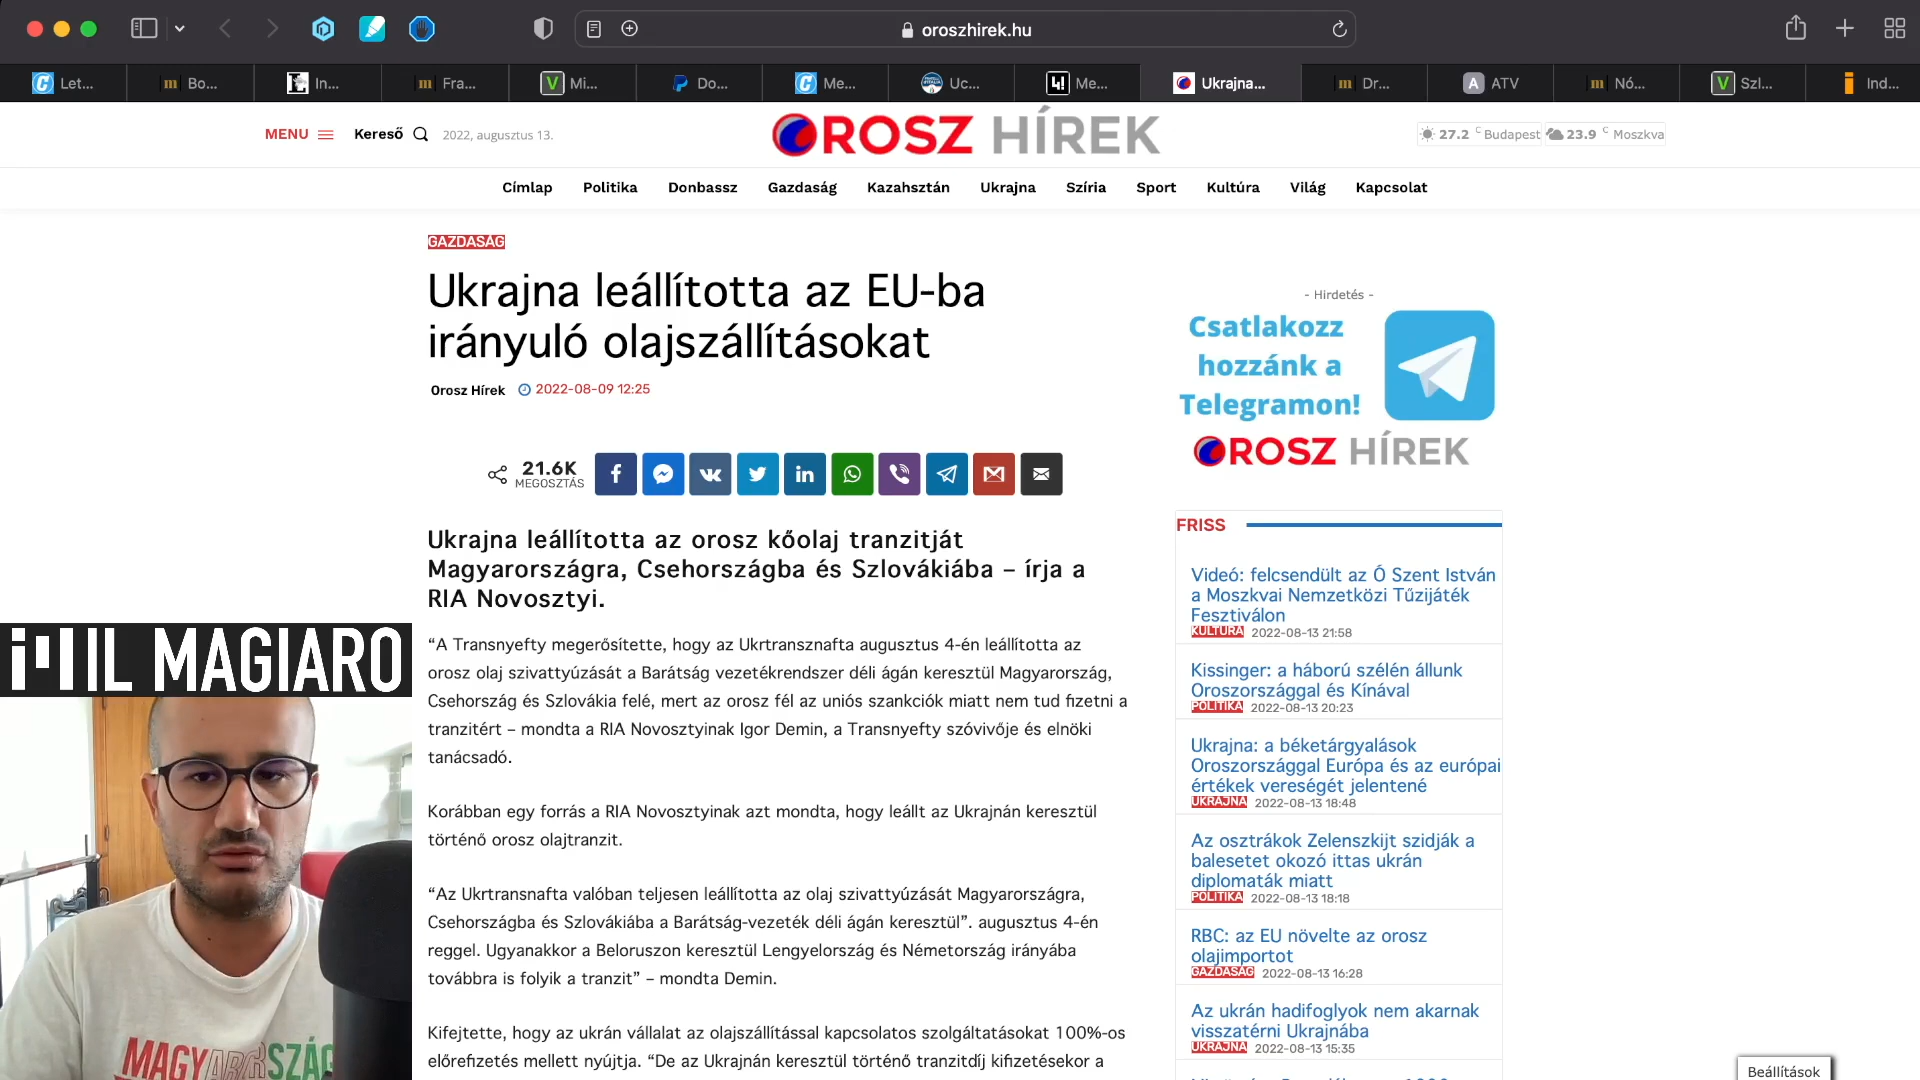 oroszhirek.hu
Let...
Bo...
In...
Fra...
Mi...
Do...
Me...
Uc...
Me...
Ukrajna...
Dr...
ATV
Nó...
Szl...
Ind...
MENU
Kereső
2022, augusztus 13.
OROSZ HÍREK
27.2 C Budapest
23.9 C Moszkva
Címlap
Politika
Donbassz
Gazdaság
Kazahsztán
Ukrajna
Szíria
Sport
Kultúra
Világ
Kapcsolat
GAZDASÁG
Ukrajna leállította az EU-ba
irányuló olajszállításokat
Orosz Hírek 2022-08-09 12:25
21.6K
MEGOSZTÁS
Ukrajna leállította az orosz kőolaj tranzitját
Magyarországra, Csehországba és Szlovákiába – írja a
RIA Novosztyi.
“A Transnyefty megerősítette, hogy az Ukrtransznafta augusztus 4-én leállította az
orosz olaj szivattyúzását a Barátság vezetékrendszer déli ágán keresztül Magyarország,
Csehország és Szlovákia felé, mert az orosz fél az uniós szankciók miatt nem tud fizetni a
tranzitért – mondta a RIA Novosztyinak Igor Demin, a Transnyefty szóvivője és elnöki
tanácsadó.
Korábban egy forrás a RIA Novosztyinak azt mondta, hogy leállt az Ukrajnán keresztül
történő orosz olajtranzit.
“Az Ukrtransnafta valóban teljesen leállította az olaj szivattyúzását Magyarországra,
Csehországba és Szlovákiába a Barátság-vezeték déli ágán keresztül”. augusztus 4-én
reggel. Ugyanakkor a Beloruszon keresztül Lengyelország és Németország irányába
továbbra is folyik a tranzit” – mondta Demin.
Kifejtette, hogy az ukrán vállalat az olajszállítással kapcsolatos szolgáltatásokat 100%-os
előrefizetés mellett nyújtja. “De az Ukrajnán keresztül történő tranzitdíj kifizetésekor a
- Hirdetés -
Csatlakozz
hozzánk a
Telegramon!
OROSZ HÍREK
FRISS
Videó: felcsendült az Ó Szent István
a Moszkvai Nemzetközi Tűzijáték
Fesztiválon
KULTÚRA 2022-08-13 21:58
Kissinger: a háború szélén állunk
Oroszországgal és Kínával
POLITIKA 2022-08-13 20:23
Ukrajna: a béketárgyalások
Oroszországgal Európa és az európai
értékek vereségét jelentené
UKRAJNA 2022-08-13 18:48
Az osztrákok Zelenszkijt szidják a
balesetet okozó ittas ukrán
diplomaták miatt
POLITIKA 2022-08-13 18:18
RBC: az EU növelte az orosz
olajimportot
GAZDASÁG 2022-08-13 16:28
Az ukrán hadifoglyok nem akarnak
visszatérni Ukrajnába
UKRAJNA 2022-08-13 15:35
IL MAGIARO
MAGYARORSZÁG
Beállítások